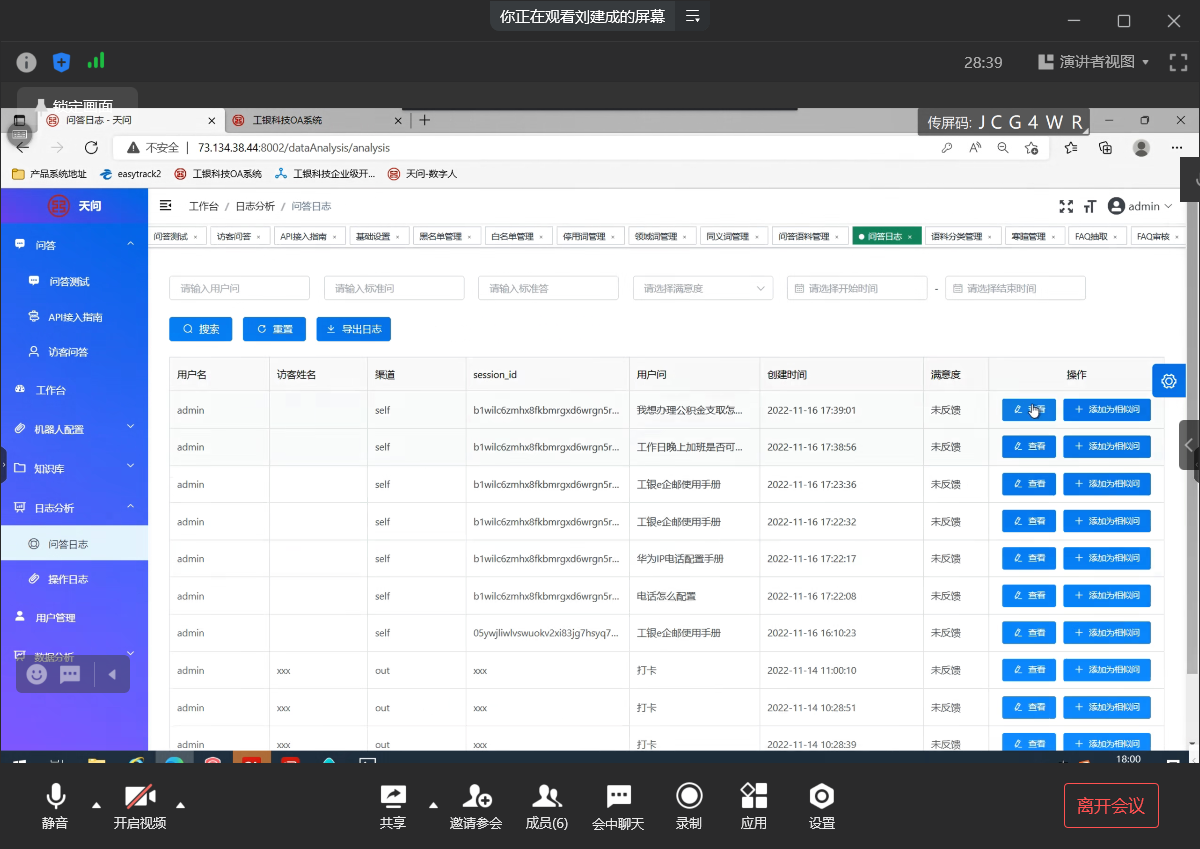 你正在观看刘建成的屏幕
28:39
演讲者视图
锁定画面
问答日志 - 天问
工银科技OA系统
传屏码: J C G 4 W R
不安全 | 73.134.38.44:8002/dataAnalysis/analysis
产品系统地址
easytrack2
工银科技OA系统
工银科技企业级开...
天问-数字人
天问
工作台 / 日志分析 / 问答日志
admin
问答
问答测试
API接入指南
访客问答
工作台
机器人配置
知识库
日志分析
问答日志
操作日志
用户管理
数据分析
问答测试 × 访客问答 × API接入指南 × 基础设置 × 黑名单管理 × 白名单管理 × 停用词管理 × 领域词管理 × 同义词管理 × 问答语料管理 × 问答日志 × 语料分类管理 × 寒暄管理 × FAQ抽取 × FAQ审核 ×
请输入用户问 请输入标准问 请输入标准答 请选择满意度 请选择开始时间 - 请选择结束时间
搜索 重置 导出日志
用户名 访客姓名 渠道 session_id 用户问 创建时间 满意度 操作
admin self b1wilc6zmhx8fkbmrgxd6wrgn5r... 我想办理公积金支取怎... 2022-11-16 17:39:01 未反馈 查看 添加为相似问
admin self b1wilc6zmhx8fkbmrgxd6wrgn5r... 工作日晚上加班是否可... 2022-11-16 17:38:56 未反馈 查看 添加为相似问
admin self b1wilc6zmhx8fkbmrgxd6wrgn5r... 工银e企邮使用手册 2022-11-16 17:23:36 未反馈 查看 添加为相似问
admin self b1wilc6zmhx8fkbmrgxd6wrgn5r... 工银e企邮使用手册 2022-11-16 17:22:32 未反馈 查看 添加为相似问
admin self b1wilc6zmhx8fkbmrgxd6wrgn5r... 华为IP电话配置手册 2022-11-16 17:22:17 未反馈 查看 添加为相似问
admin self b1wilc6zmhx8fkbmrgxd6wrgn5r... 电话怎么配置 2022-11-16 17:22:08 未反馈 查看 添加为相似问
admin self 05ywjliwlvswuokv2xi83jg7hsyq7... 工银e企邮使用手册 2022-11-16 16:10:23 未反馈 查看 添加为相似问
admin xxx out xxx 打卡 2022-11-14 11:00:10 未反馈 查看 添加为相似问
admin xxx out xxx 打卡 2022-11-14 10:28:51 未反馈 查看 添加为相似问
admin xxx out xxx 打卡 2022-11-14 10:28:39 未反馈 查看 添加为相似问
18:00
静音
开启视频
共享
邀请参会
成员(6)
会中聊天
录制
应用
设置
离开会议